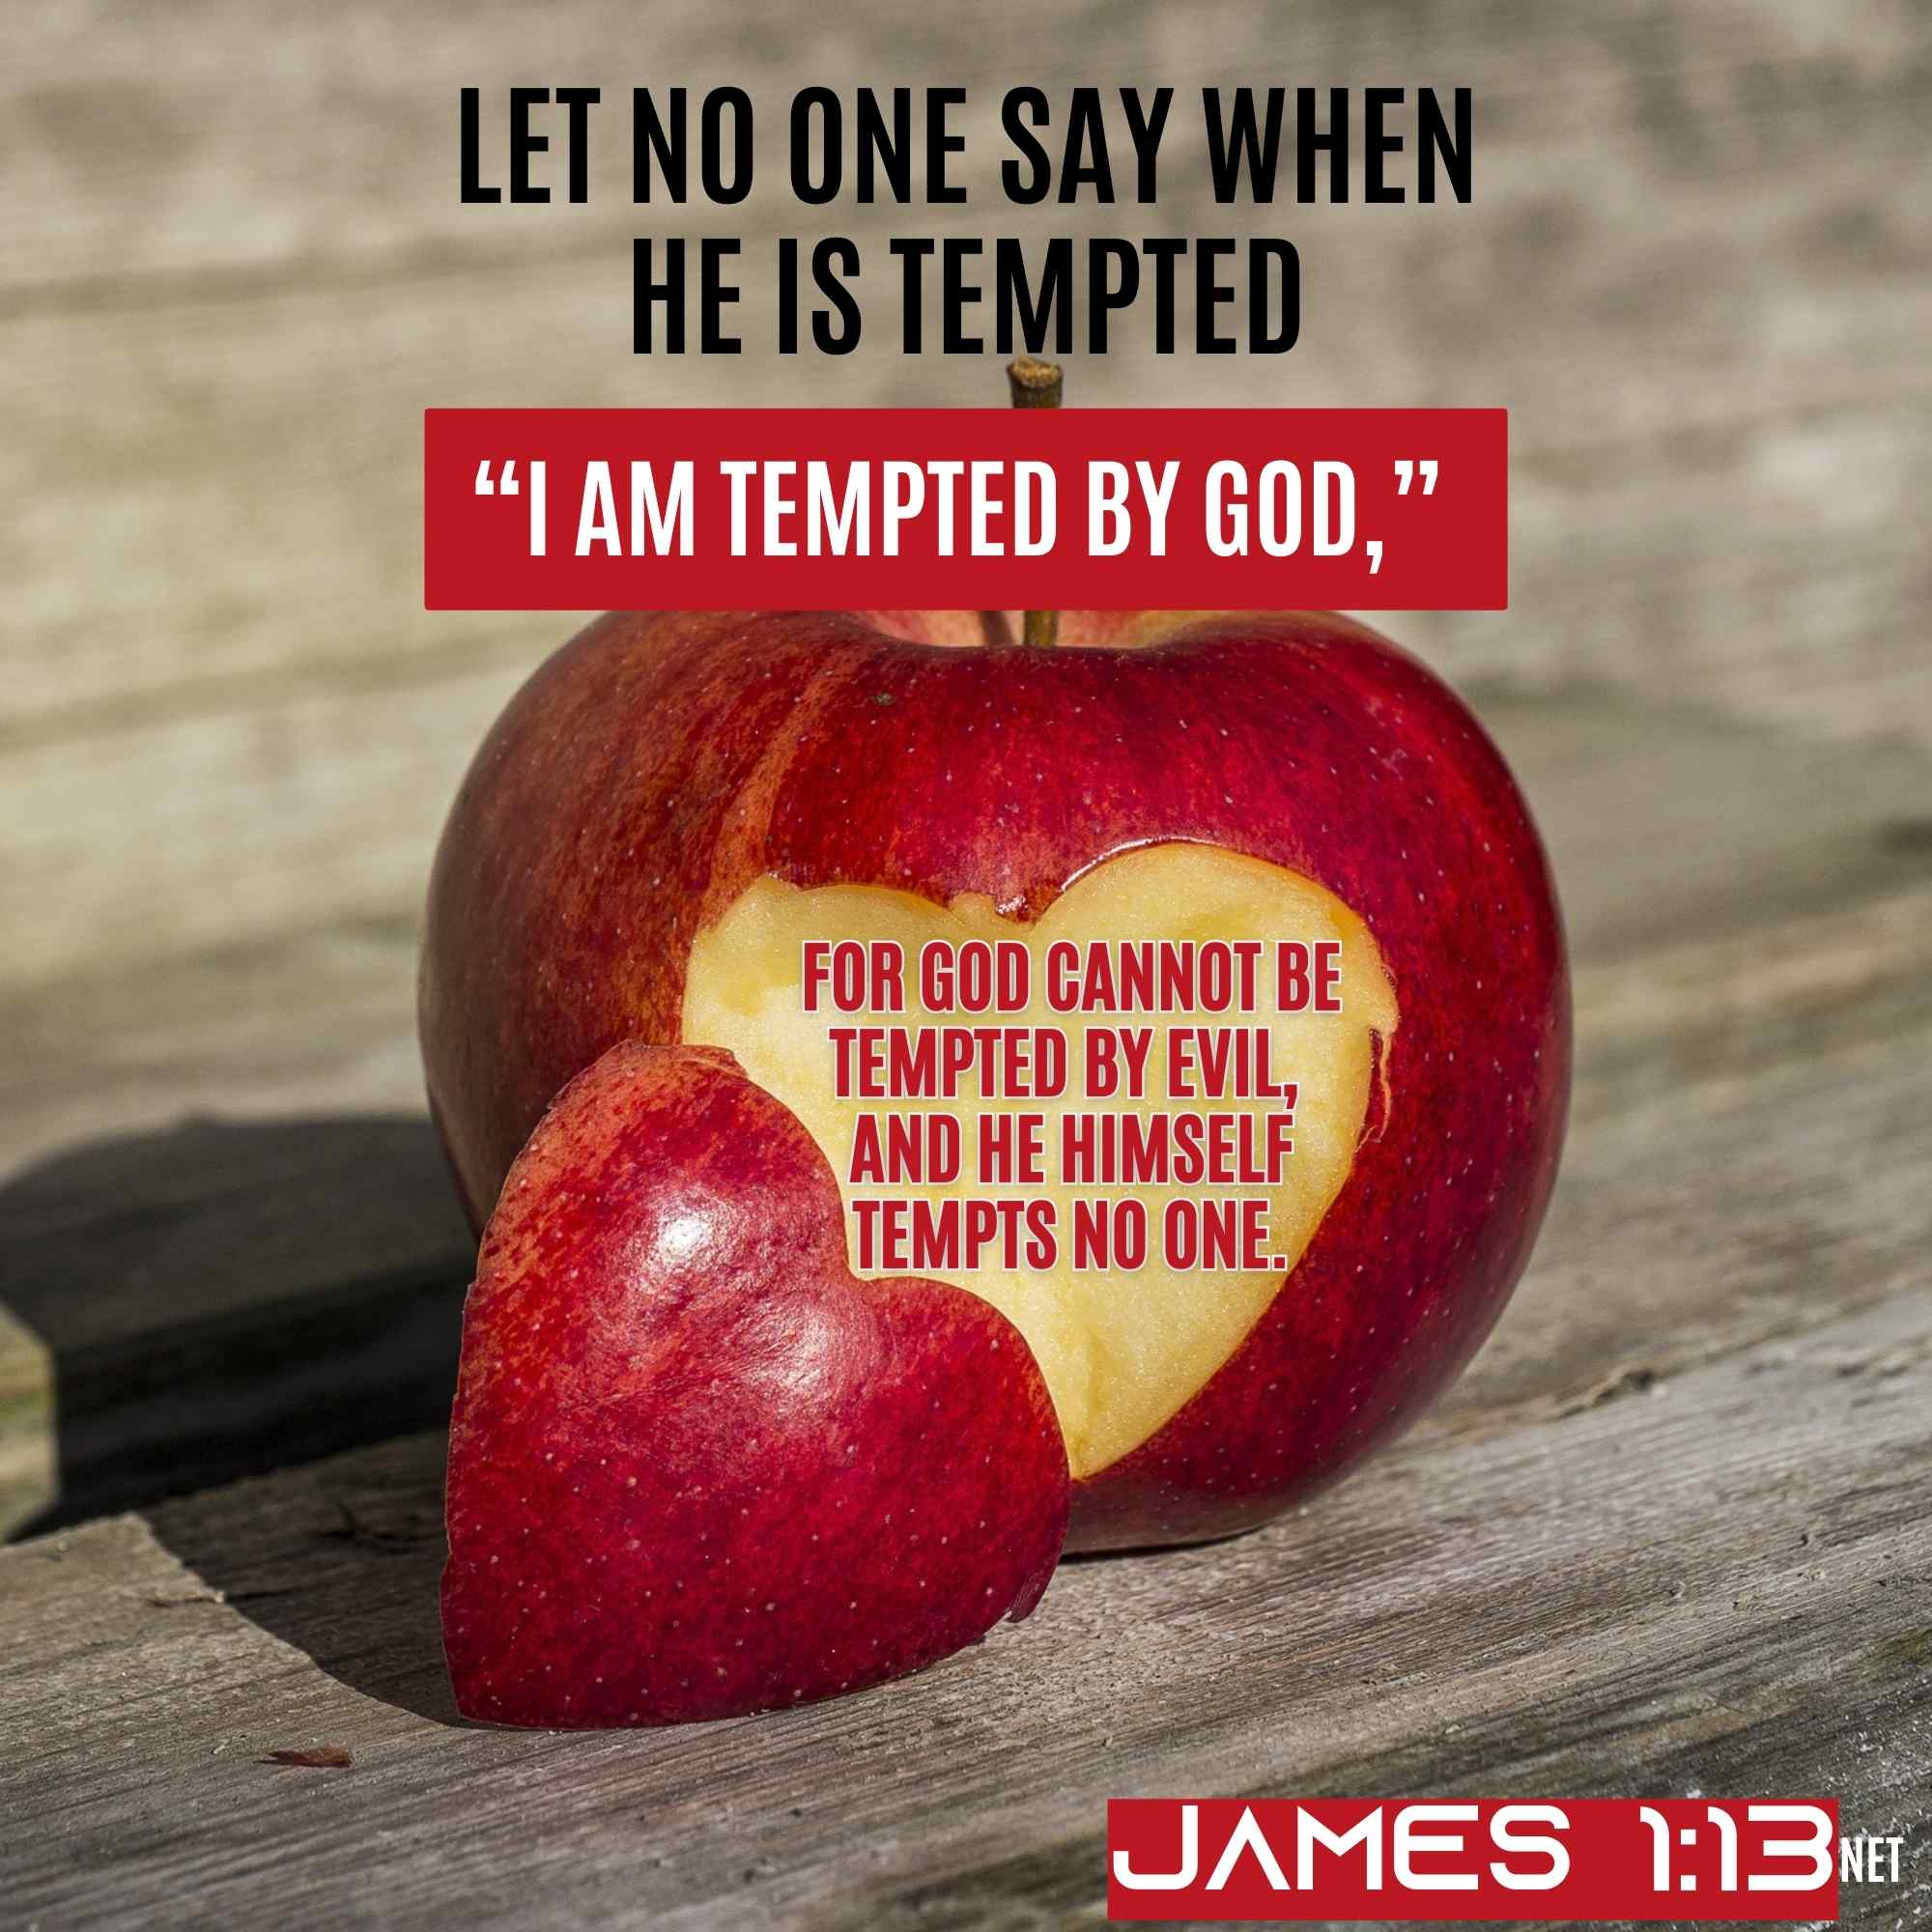 LET NO ONE SAY WHEN
HE IS TEMPTED
“I AM TEMPTED BY GOD,”
FOR GOD CANNOT BE
TEMPTED BY EVIL,
AND HE HIMSELF
TEMPTS NO ONE.
JAMES 1:13 NET